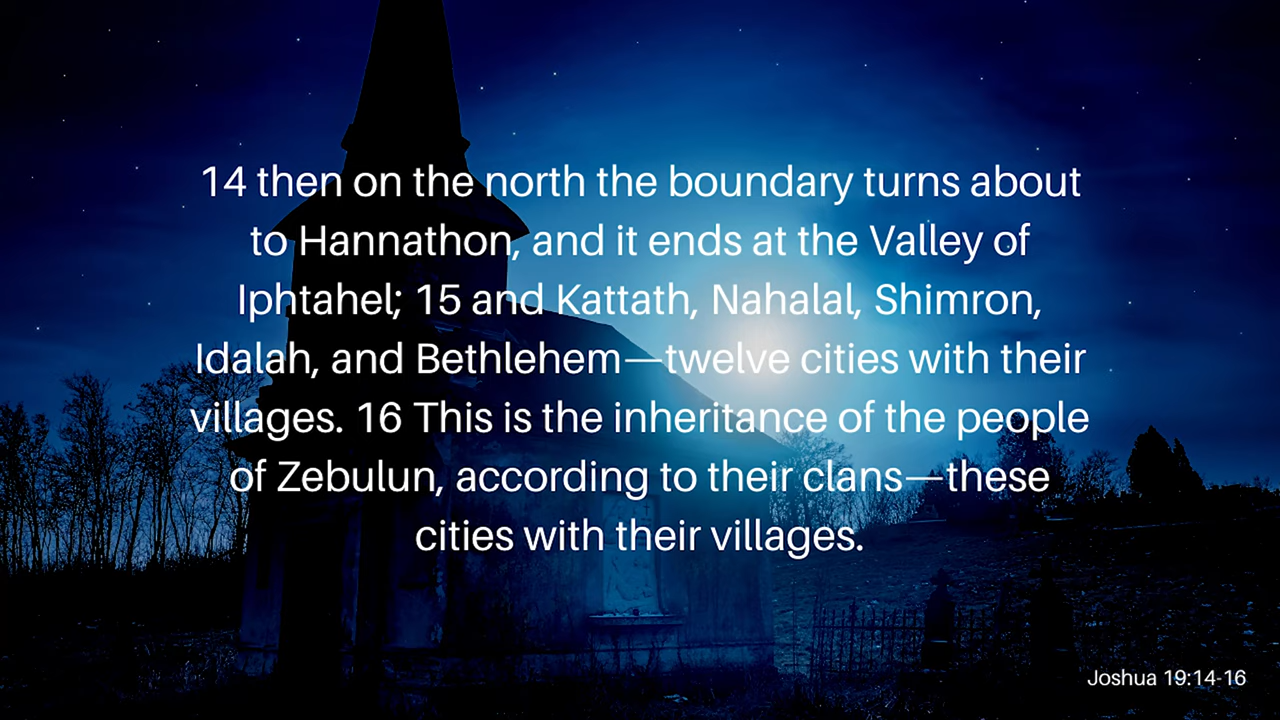 14 then on the north the boundary turns about
to Hannathon, and it ends at the Valley of
Iphtahel; 15 and Kattath, Nahalal, Shimron,
Idalah, and Bethlehem—twelve cities with their
villages. 16 This is the inheritance of the people
of Zebulun, according to their clans—these
cities with their villages.
Joshua 19:14-16